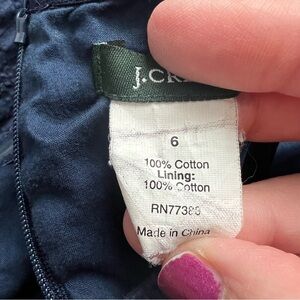 J.CR
6
100% Cotton
Lining:
100% Cotton
RN77388
Made in China